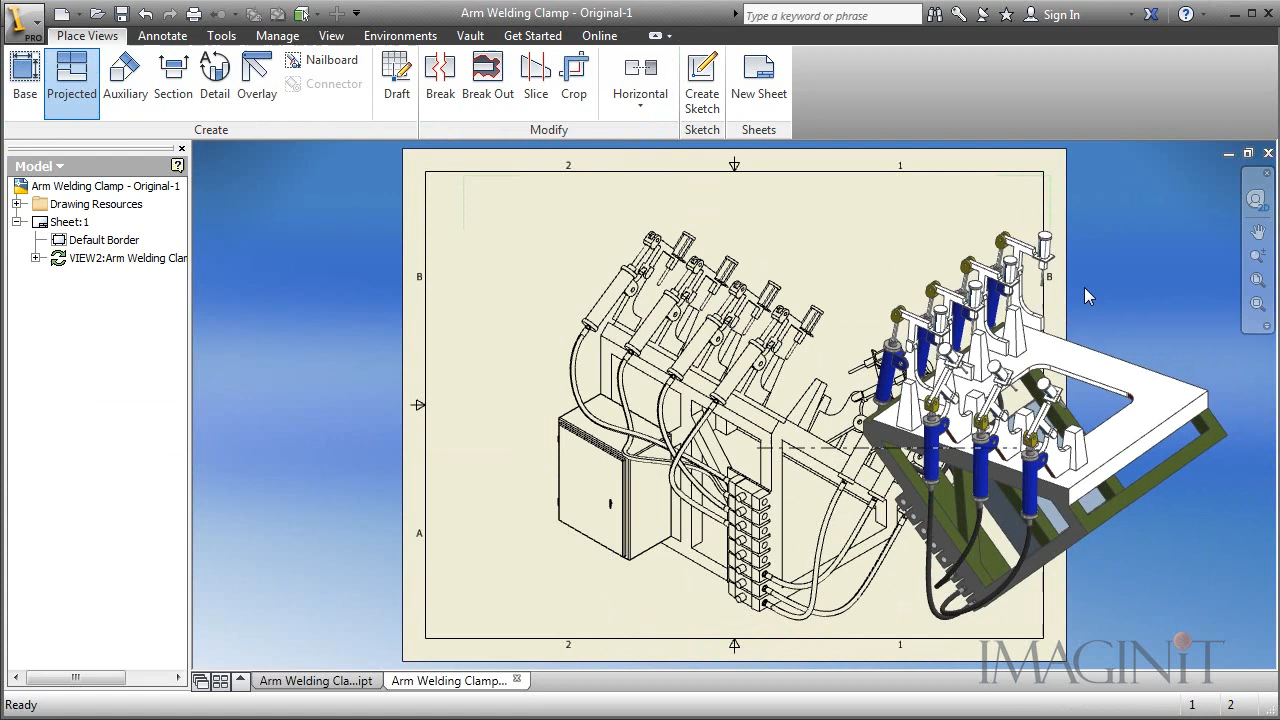 Arm Welding Clamp - Original-1
Type a keyword or phrase
Sign In
PRO
Place Views Annotate Tools Manage View Environments Vault Get Started Online
Base Projected Auxiliary Section Detail Overlay
Nailboard
Connector
Draft
Break Break Out Slice Crop
Horizontal
Create
Sketch
New Sheet
Create Modify Sketch Sheets
Model
Arm Welding Clamp - Original-1
Drawing Resources
Sheet:1
Default Border
VIEW2:Arm Welding Clar
2 1
B B
A
2 1
2D
IMAGINiT
Arm Welding Cla...ipt Arm Welding Clamp...
Ready 1 2